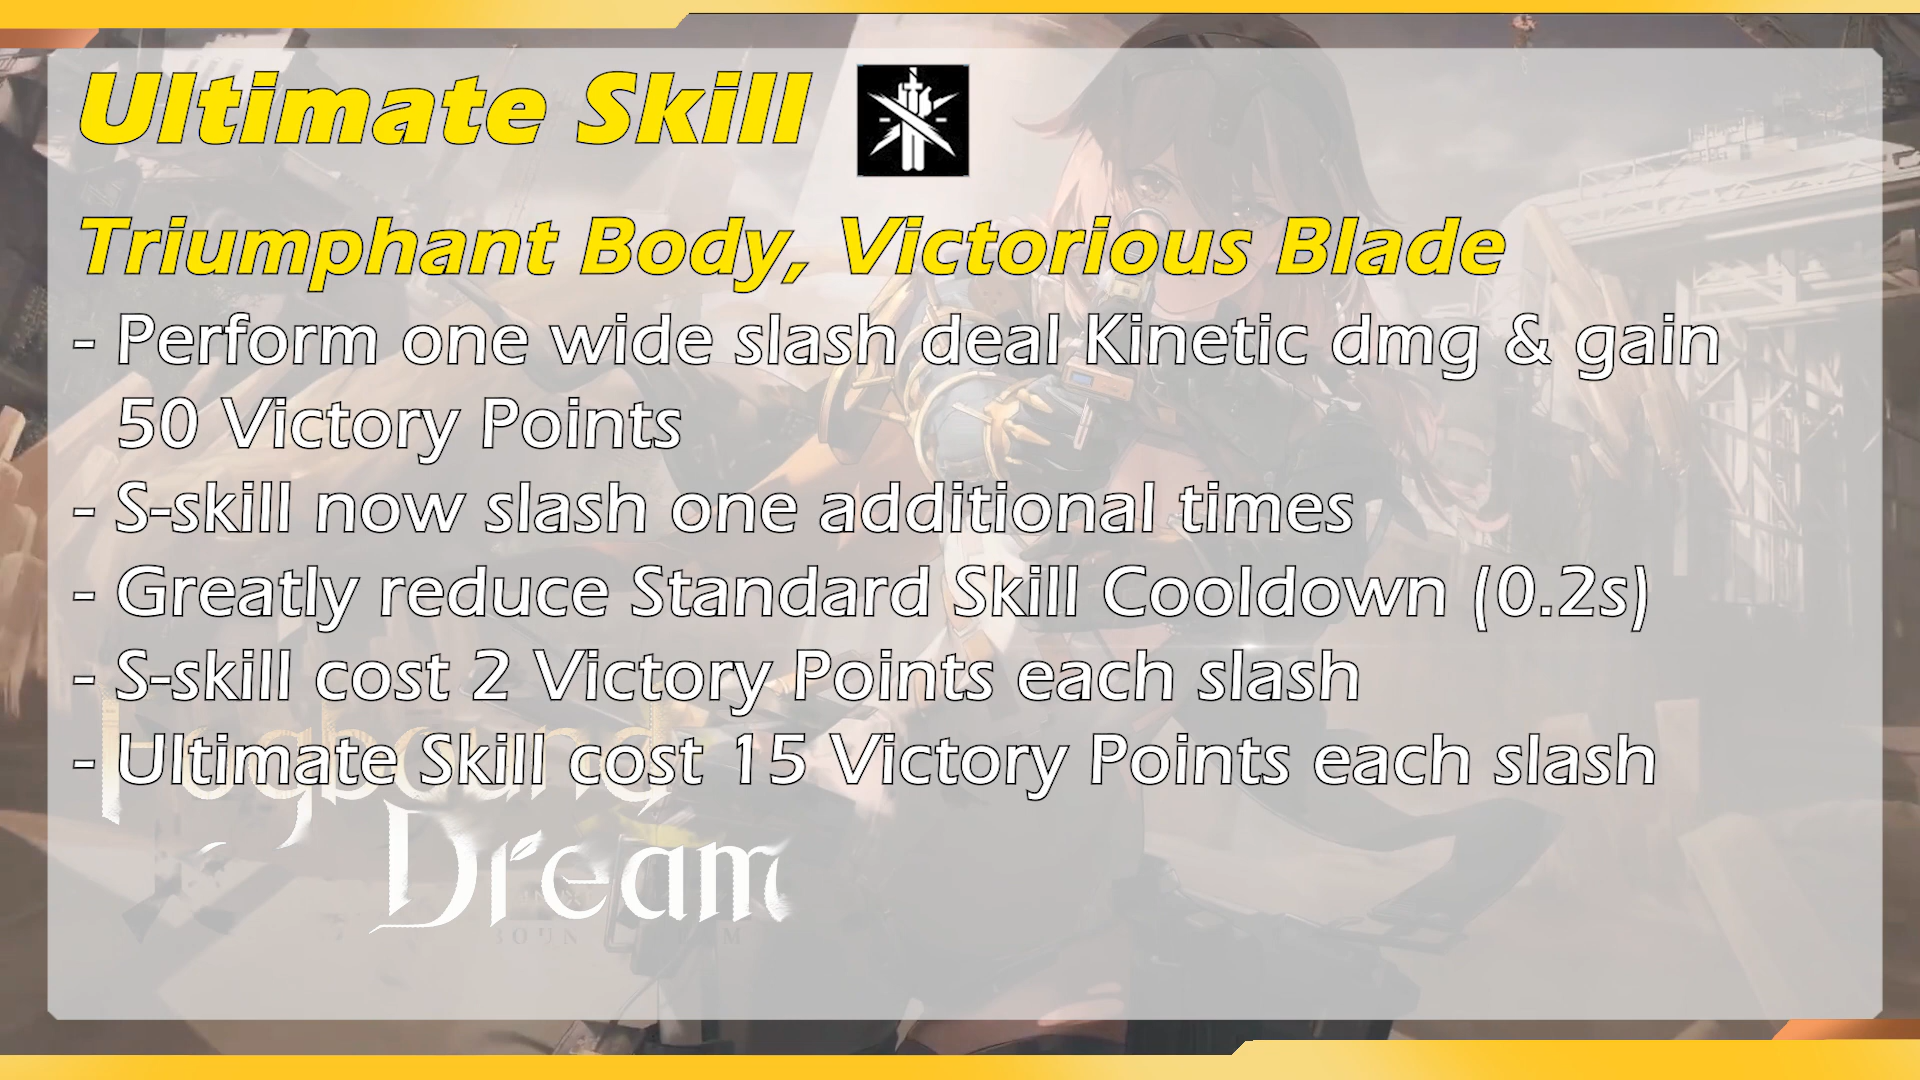 Ultimate Skill
Triumphant Body, Victorious Blade
- Perform one wide slash deal Kinetic dmg & gain
50 Victory Points
- S-skill now slash one additional times
- Greatly reduce Standard Skill Cooldown (0.2s)
- S-skill cost 2 Victory Points each slash
- Ultimate Skill cost 15 Victory Points each slash
Dream